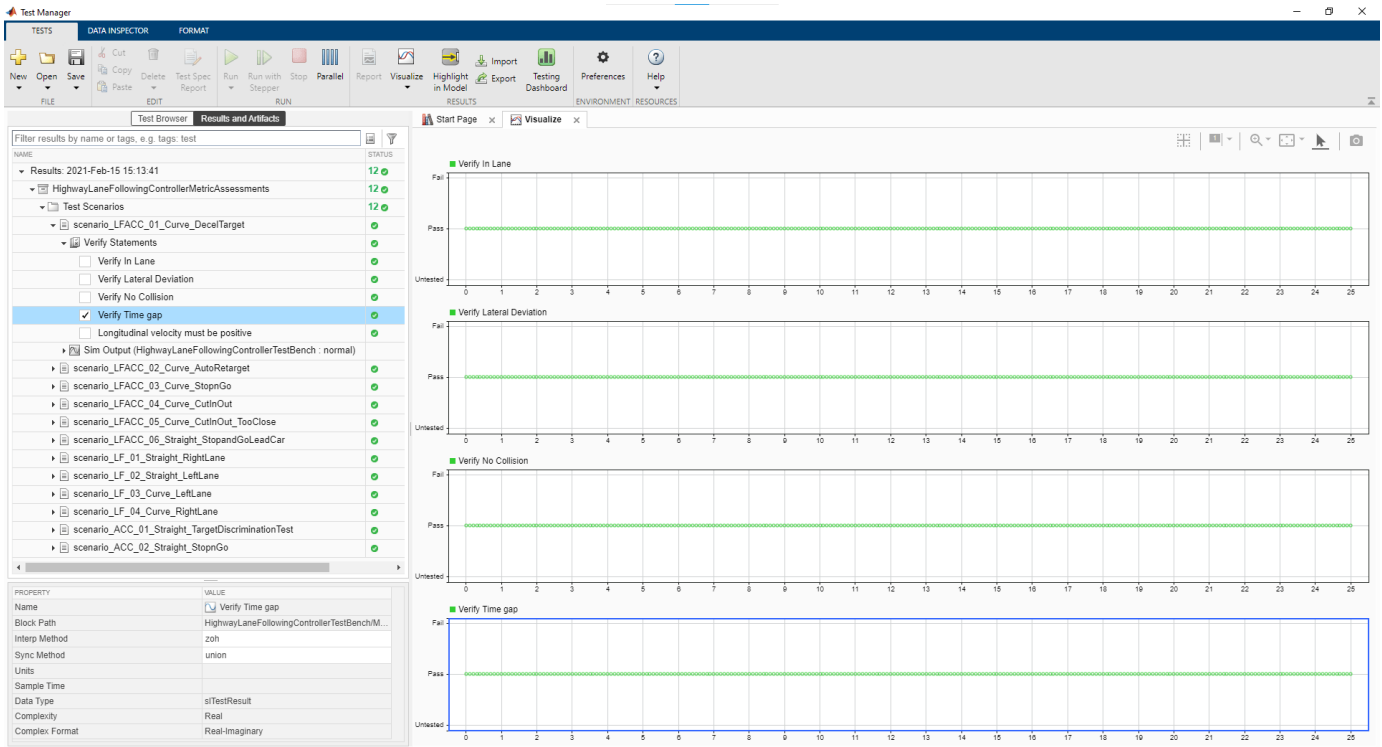 Test Manager
TESTS DATA INSPECTOR FORMAT
New Open Save Cut Copy Paste Delete Test Spec Report Run Run with Stepper Stop Parallel Report Visualize Highlight in Model Import Export Testing Dashboard Preferences Help
FILE EDIT RUN RESULTS ENVIRONMENT RESOURCES
Test Browser Results and Artifacts
Start Page × Visualize ×
Filter results by name or tags, e.g. tags: test
NAME STATUS
Results: 2021-Feb-15 15:13:41 12
HighwayLaneFollowingControllerMetricAssessments 12
Test Scenarios 12
scenario_LFACC_01_Curve_DecelTarget
Verify Statements
Verify In Lane
Verify Lateral Deviation
Verify No Collision
Verify Time gap
Longitudinal velocity must be positive
Sim Output (HighwayLaneFollowingControllerTestBench : normal)
scenario_LFACC_02_Curve_AutoRetarget
scenario_LFACC_03_Curve_StopnGo
scenario_LFACC_04_Curve_CutInOut
scenario_LFACC_05_Curve_CutInOut_TooClose
scenario_LFACC_06_Straight_StopandGoLeadCar
scenario_LF_01_Straight_RightLane
scenario_LF_02_Straight_LeftLane
scenario_LF_03_Curve_LeftLane
scenario_LF_04_Curve_RightLane
scenario_ACC_01_Straight_TargetDiscriminationTest
scenario_ACC_02_Straight_StopnGo
PROPERTY VALUE
Name Verify Time gap
Block Path HighwayLaneFollowingControllerTestBench/M...
Interp Method zoh
Sync Method union
Units
Sample Time
Data Type slTestResult
Complexity Real
Complex Format Real-Imaginary
Verify In Lane
Fail
Pass
Untested
0 1 2 3 4 5 6 7 8 9 10 11 12 13 14 15 16 17 18 19 20 21 22 23 24 25
Verify Lateral Deviation
Fail
Pass
Untested
0 1 2 3 4 5 6 7 8 9 10 11 12 13 14 15 16 17 18 19 20 21 22 23 24 25
Verify No Collision
Fail
Pass
Untested
0 1 2 3 4 5 6 7 8 9 10 11 12 13 14 15 16 17 18 19 20 21 22 23 24 25
Verify Time gap
Fail
Pass
Untested
0 1 2 3 4 5 6 7 8 9 10 11 12 13 14 15 16 17 18 19 20 21 22 23 24 25